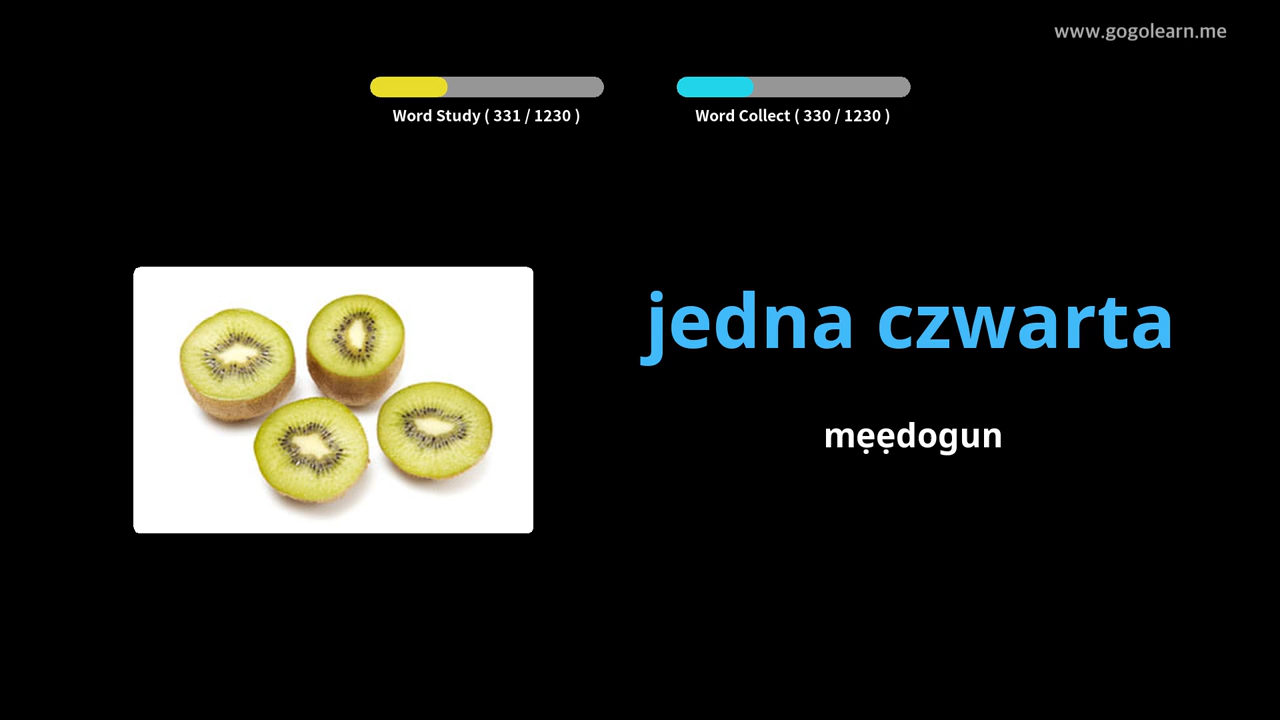 www.gogolearn.me
Word Study ( 331 / 1230 )
Word Collect ( 330 / 1230 )
jedna czwarta
mẹẹdogun